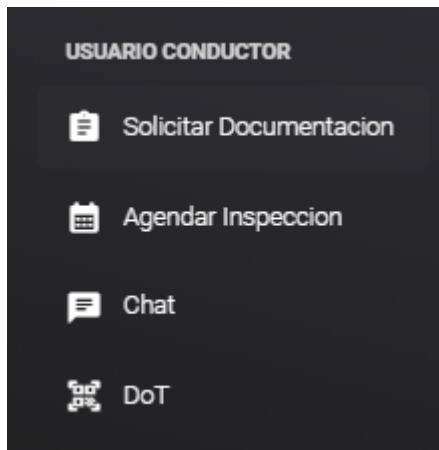 USUARIO CONDUCTOR
Solicitar Documentacion
Agendar Inspeccion
Chat
DoT